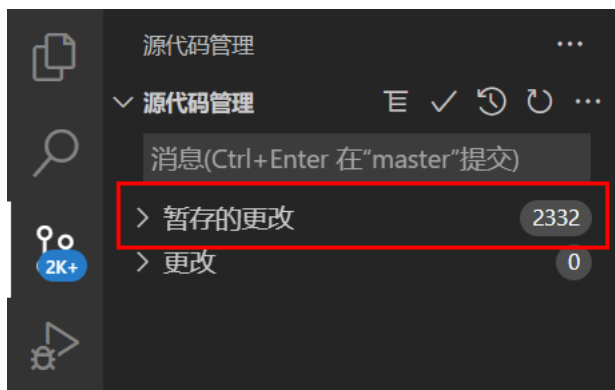 源代码管理
源代码管理
消息(Ctrl+Enter 在“master”提交)
暂存的更改 2332
更改 0
2K+